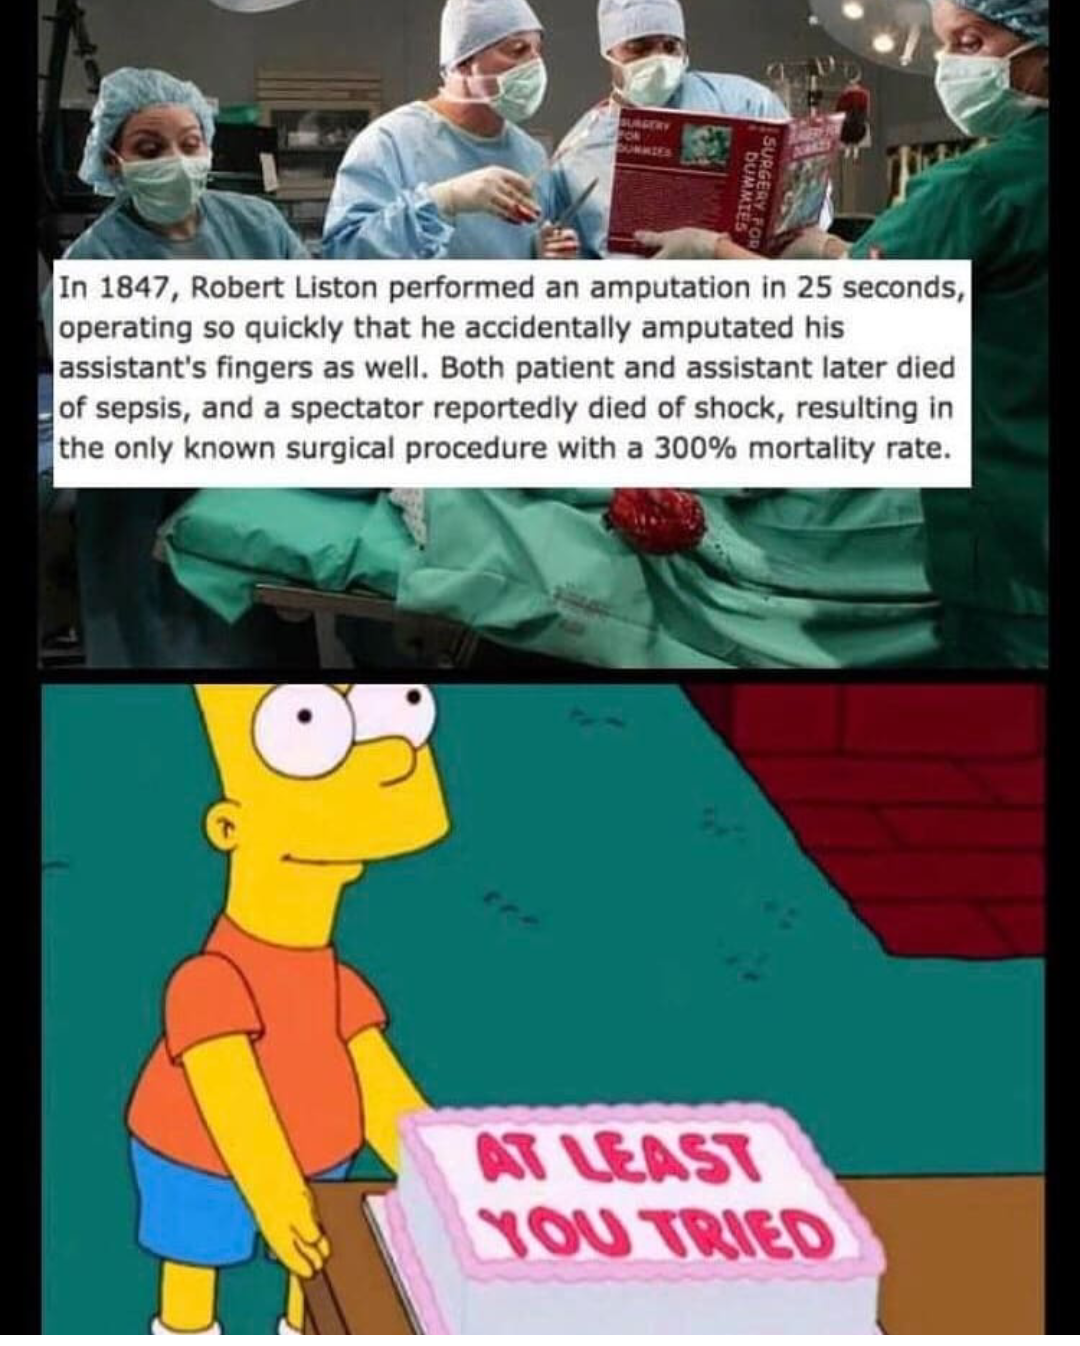 SURGERY
FOR
DUMMIES
SURGERY FOR
DUMMIES
In 1847, Robert Liston performed an amputation in 25 seconds,
operating so quickly that he accidentally amputated his
assistant's fingers as well. Both patient and assistant later died
of sepsis, and a spectator reportedly died of shock, resulting in
the only known surgical procedure with a 300% mortality rate.
AT LEAST
YOU TRIED